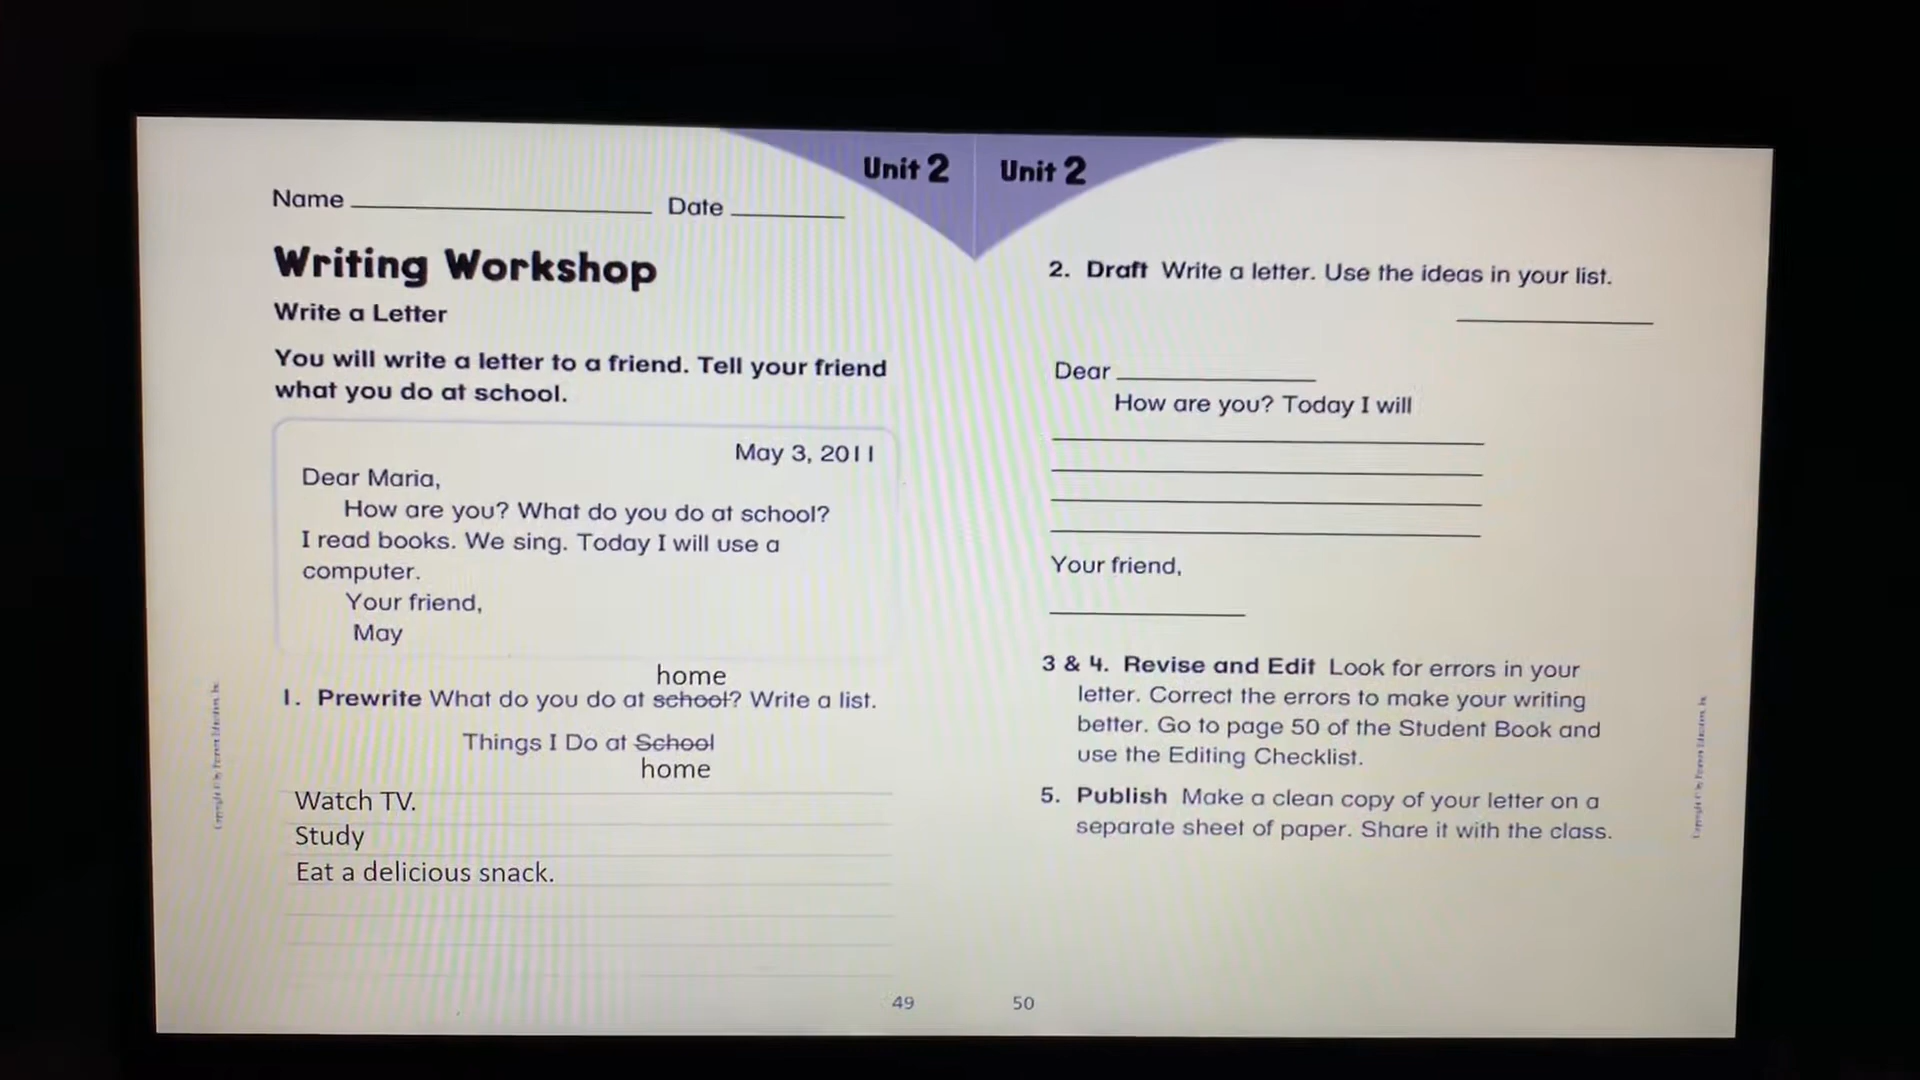 Unit 2
Name
Date
Writing Workshop
Write a Letter
You will write a letter to a friend. Tell your friend
what you do at school.
May 3, 2011
Dear Maria,
How are you? What do you do at school?
I read books. We sing. Today I will use a
computer.
Your friend,
May
home
1. Prewrite What do you do at school? Write a list.
Things I Do at School
home
Watch TV.
Study
Eat a delicious snack.
49
Unit 2
2. Draft Write a letter. Use the ideas in your list.
Dear
How are you? Today I will
Your friend,
3 & 4. Revise and Edit Look for errors in your
letter. Correct the errors to make your writing
better. Go to page 50 of the Student Book and
use the Editing Checklist.
5. Publish Make a clean copy of your letter on a
separate sheet of paper. Share it with the class.
50